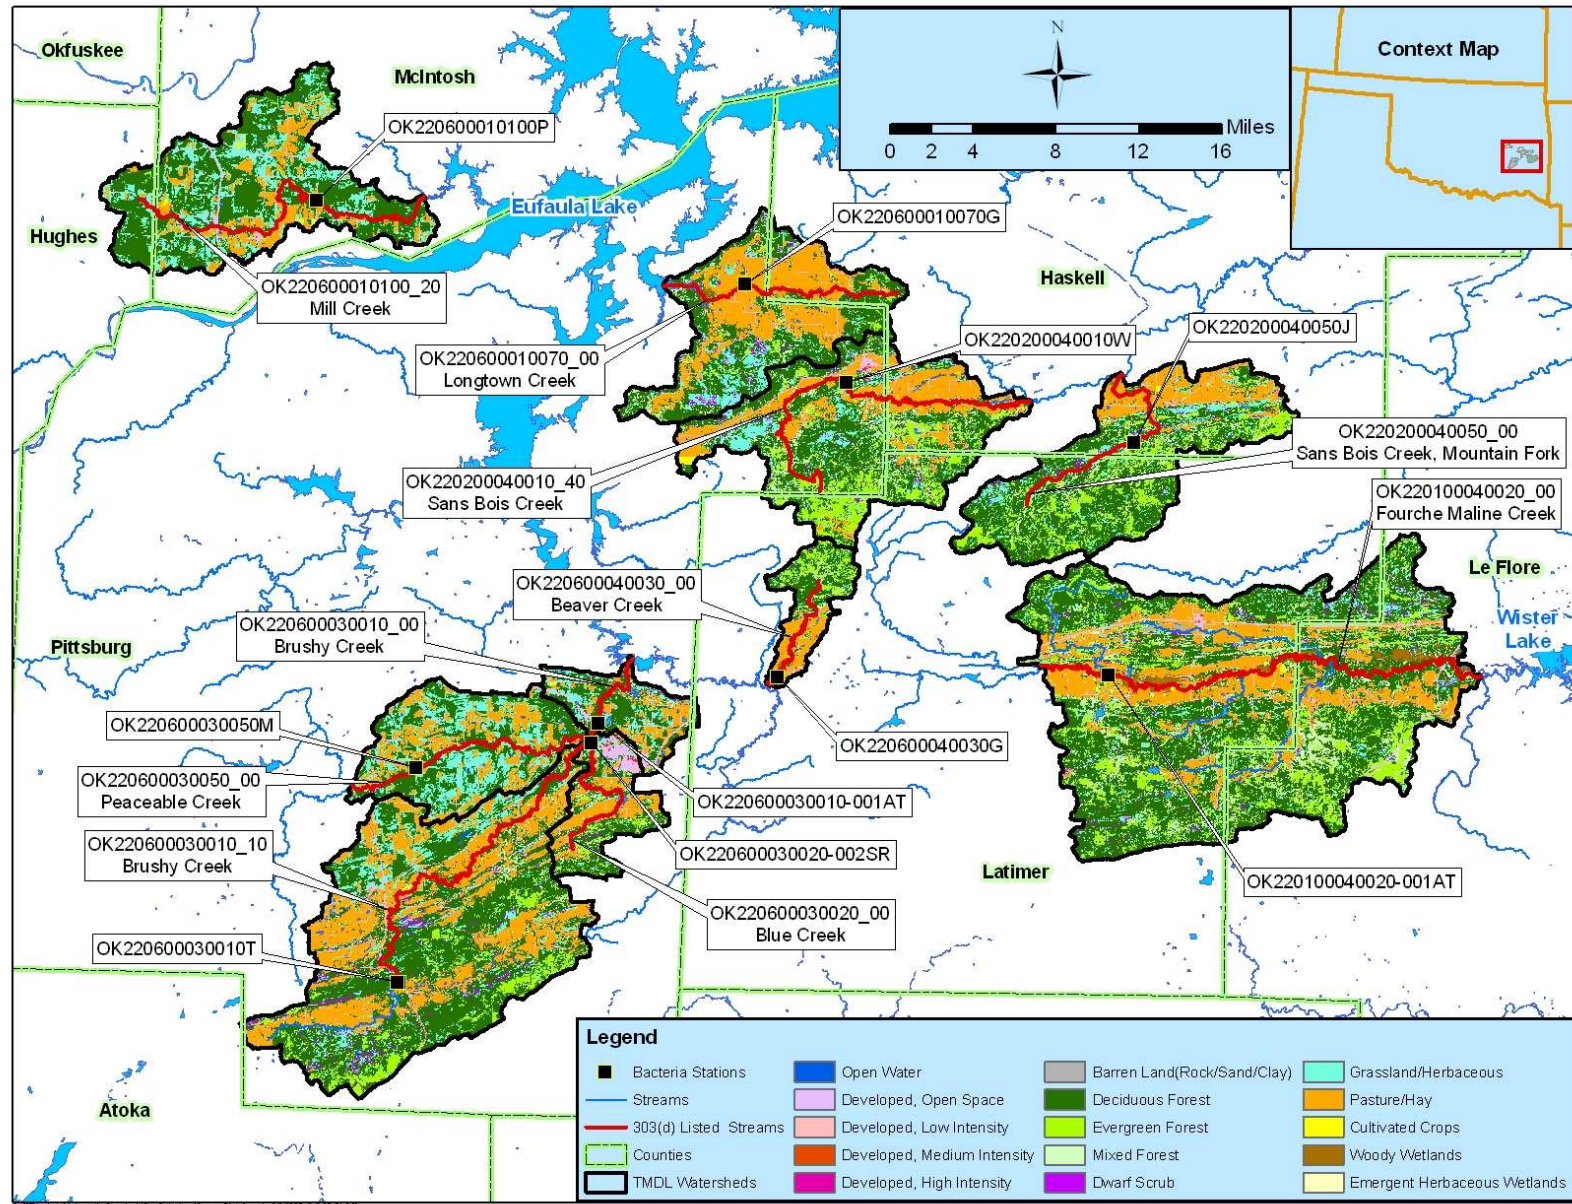 Okfuskee
McIntosh
N
Context Map
OK220600010100P
Miles
0 2 4 8 12 16
Eufaula Lake
OK220600010070G
Hughes
Haskell
OK220600010100_20
Mill Creek
OK220200040010W
OK220200040050J
OK220600010070_00
Longtown Creek
OK220200040050_00
Sans Bois Creek, Mountain Fork
OK220200040010_40
Sans Bois Creek
OK220100040020_00
Fourche Maline Creek
Le Flore
OK220600040030_00
Beaver Creek
Wister
Lake
OK220600030010_00
Brushy Creek
Pittsburg
OK220600030050M
OK220600040030G
OK220600030050_00
Peaceable Creek
OK220600030010-001AT
OK220600030010_10
Brushy Creek
OK220600030020-002SR
Latimer
OK220100040020-001AT
OK220600030020_00
Blue Creek
OK220600030010T
Atoka
Legend
Bacteria Stations
Streams
303(d) Listed Streams
Counties
TMDL Watersheds
Open Water
Developed, Open Space
Developed, Low Intensity
Developed, Medium Intensity
Developed, High Intensity
Barren Land(Rock/Sand/Clay)
Deciduous Forest
Evergreen Forest
Mixed Forest
Dwarf Scrub
Grassland/Herbaceous
Pasture/Hay
Cultivated Crops
Woody Wetlands
Emergent Herbaceous Wetlands